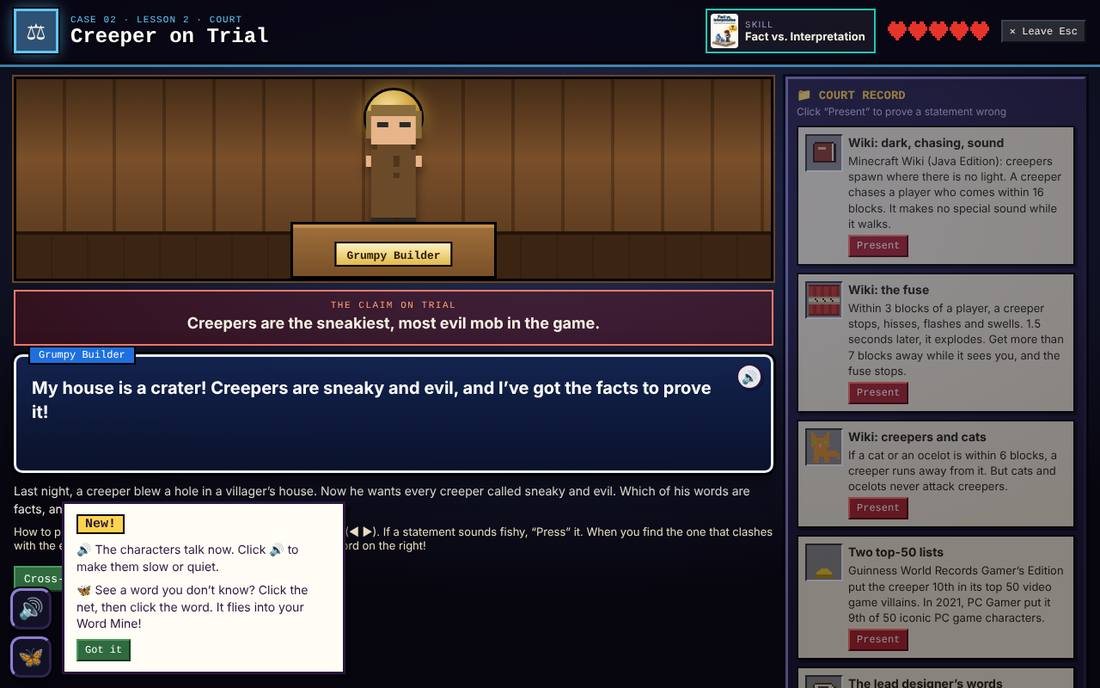 CASE 02 · LESSON 2 · COURT
Creeper on Trial
SKILL
Fact vs. Interpretation
× Leave Esc
Grumpy Builder
THE CLAIM ON TRIAL
Creepers are the sneakiest, most evil mob in the game.
Grumpy Builder
My house is a crater! Creepers are sneaky and evil, and I’ve got the facts to prove
it!
Last night, a creeper blew a hole in a villager’s house. Now he wants every creeper called sneaky and evil. Which of his words are
facts, an
How to p
(◀ ▶). If a statement sounds fishy, “Press” it. When you find the one that clashes
with the e
ord on the right!
Cross-
New!
🔊 The characters talk now. Click 🔊 to
make them slow or quiet.
🦋 See a word you don’t know? Click the
net, then click the word. It flies into your
Word Mine!
Got it
📁 COURT RECORD
Click “Present” to prove a statement wrong
Wiki: dark, chasing, sound
Minecraft Wiki (Java Edition): creepers
spawn where there is no light. A creeper
chases a player who comes within 16
blocks. It makes no special sound while
it walks.
Present
Wiki: the fuse
Within 3 blocks of a player, a creeper
stops, hisses, flashes and swells. 1.5
seconds later, it explodes. Get more than
7 blocks away while it sees you, and the
fuse stops.
Present
Wiki: creepers and cats
If a cat or an ocelot is within 6 blocks, a
creeper runs away from it. But cats and
ocelots never attack creepers.
Present
Two top-50 lists
Guinness World Records Gamer’s Edition
put the creeper 10th in its top 50 video
game villains. In 2021, PC Gamer put it
9th of 50 iconic PC game characters.
Present
The lead designer’s words